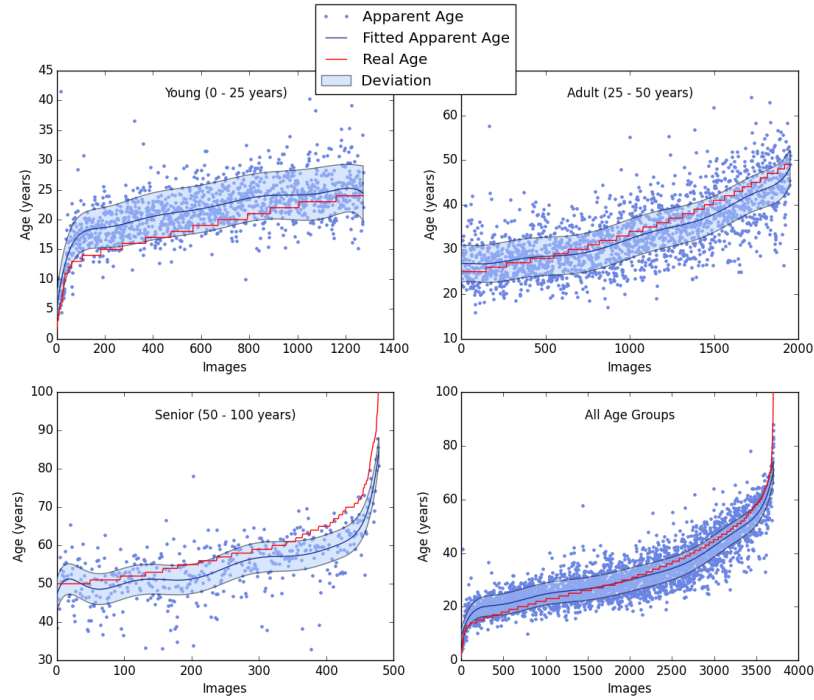 Apparent Age
Fitted Apparent Age
Real Age
Deviation
Young (0 - 25 years)
45
40
35
30
25
20
15
10
5
0
Age (years)
0 200 400 600 800 1000 1200 1400
Images
Adult (25 - 50 years)
60
50
40
30
20
10
Age (years)
0 500 1000 1500 2000
Images
Senior (50 - 100 years)
100
90
80
70
60
50
40
30
Age (years)
0 100 200 300 400 500
Images
All Age Groups
100
80
60
40
20
0
Age (years)
0 500 1000 1500 2000 2500 3000 3500 4000
Images